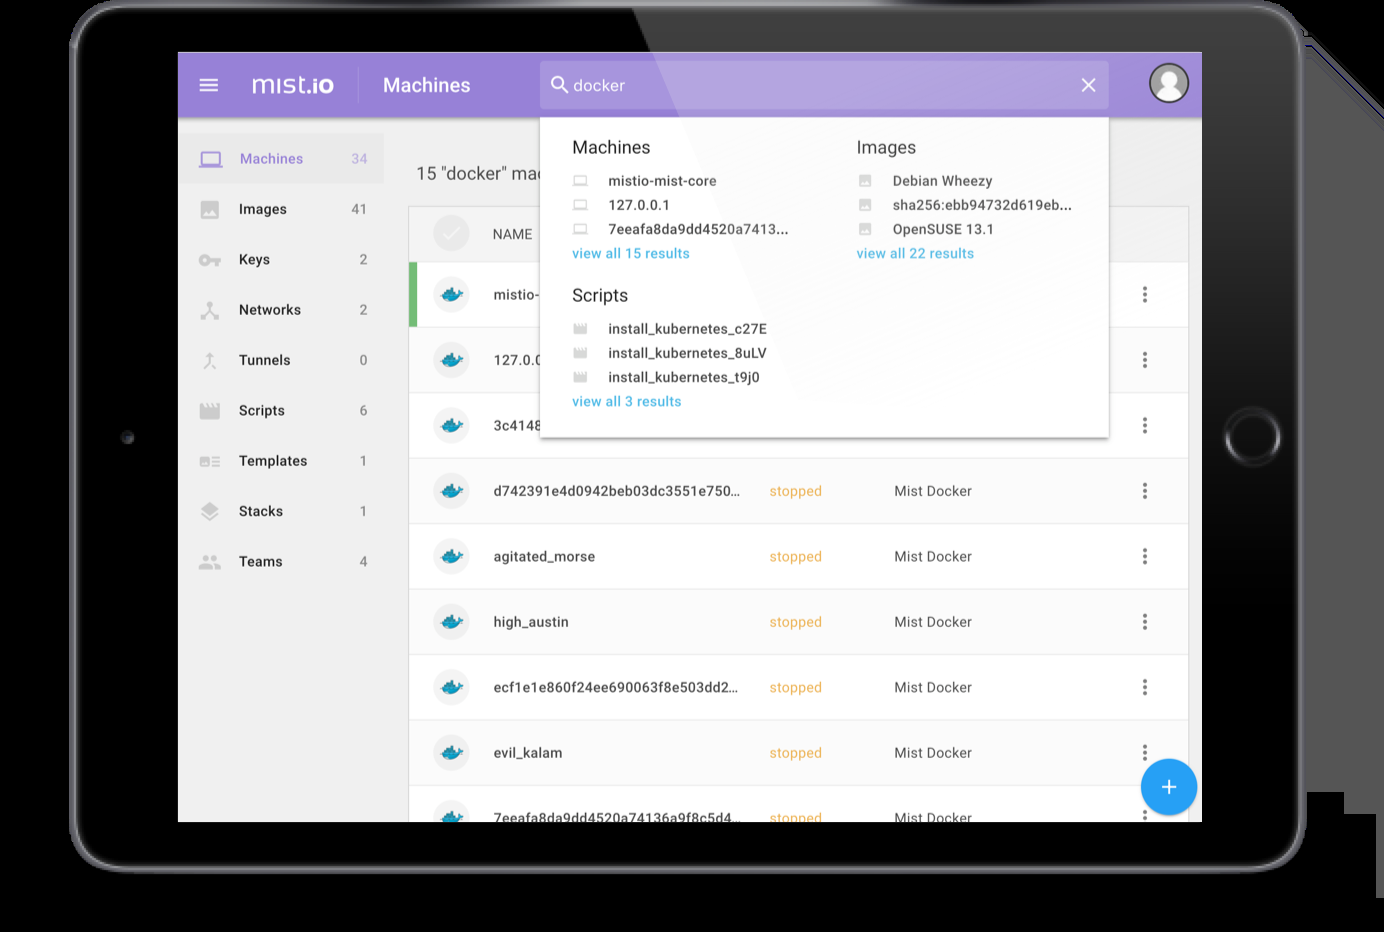 mist.io
Machines
docker
Machines 34
Images 41
Keys 2
Networks 2
Tunnels 0
Scripts 6
Templates 1
Stacks 1
Teams 4
15 "docker" mac
Machines
mistio-mist-core
127.0.0.1
7eeafa8da9dd4520a7413...
view all 15 results
Images
Debian Wheezy
sha256:ebb94732d619eb...
OpenSUSE 13.1
view all 22 results
Scripts
install_kubernetes_c27E
install_kubernetes_8uLV
install_kubernetes_t9j0
view all 3 results
NAME
mistio-
127.0.0
3c4148
d742391e4d0942beb03dc3551e750... stopped Mist Docker
agitated_morse stopped Mist Docker
high_austin stopped Mist Docker
ecf1e1e860f24ee690063f8e503dd2... stopped Mist Docker
evil_kalam stopped Mist Docker
7eeafa8da9dd4520a74136a9f8c5d4... stopped Mist Docker